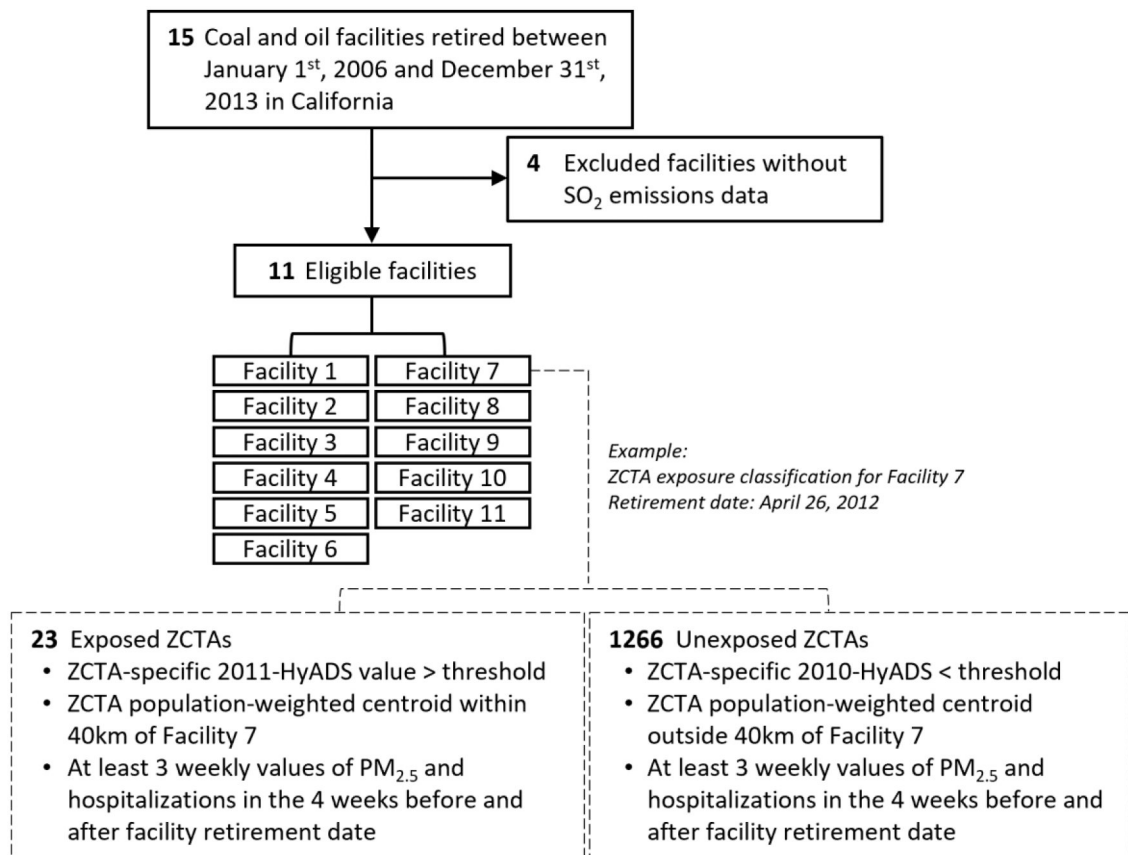 15 Coal and oil facilities retired between
January 1st, 2006 and December 31st,
2013 in California
4 Excluded facilities without
SO2 emissions data
11 Eligible facilities
Facility 1
Facility 2
Facility 3
Facility 4
Facility 5
Facility 6
Facility 7
Facility 8
Facility 9
Facility 10
Facility 11
Example:
ZCTA exposure classification for Facility 7
Retirement date: April 26, 2012
23 Exposed ZCTAs
• ZCTA-specific 2011-HyADS value > threshold
• ZCTA population-weighted centroid within
40km of Facility 7
• At least 3 weekly values of PM2.5 and
hospitalizations in the 4 weeks before and
after facility retirement date
1266 Unexposed ZCTAs
• ZCTA-specific 2010-HyADS < threshold
• ZCTA population-weighted centroid
outside 40km of Facility 7
• At least 3 weekly values of PM2.5 and
hospitalizations in the 4 weeks before and
after facility retirement date